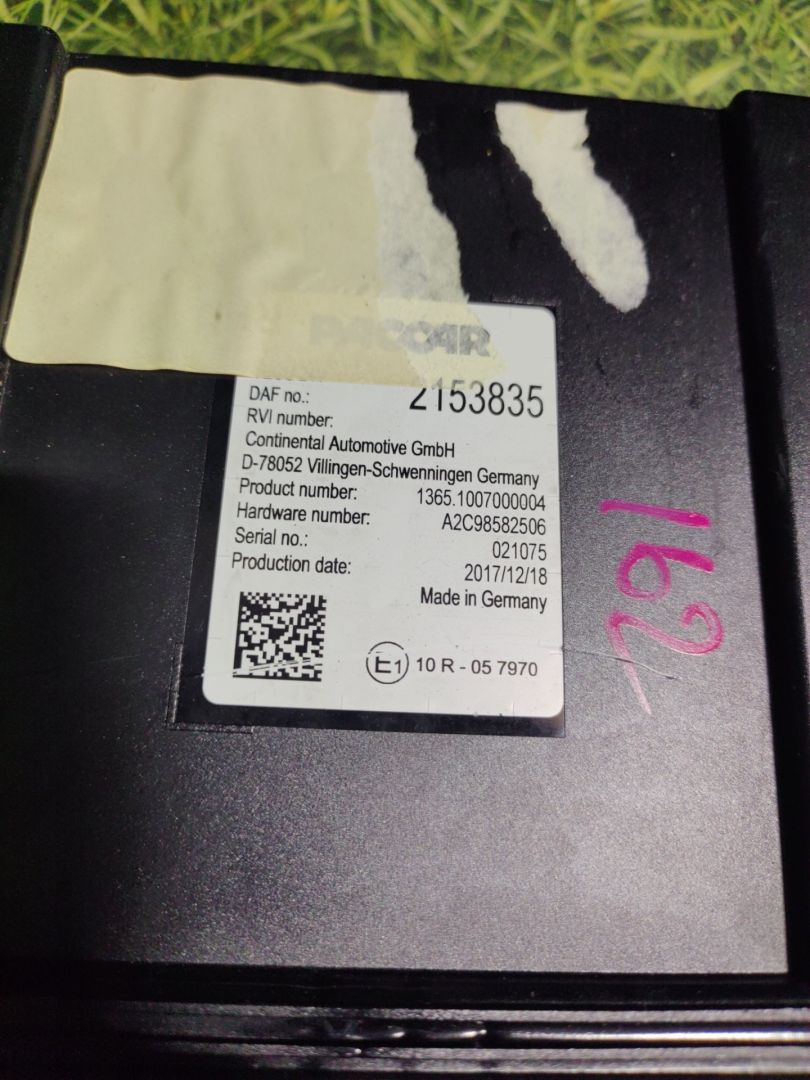 PACCAR
DAF no.: 2153835
RVI number:
Continental Automotive GmbH
D-78052 Villingen-Schwenningen Germany
Product number: 1365.1007000004
Hardware number: A2C98582506
Serial no.: 021075
Production date: 2017/12/18
Made in Germany
E1 10 R - 05 7970
162